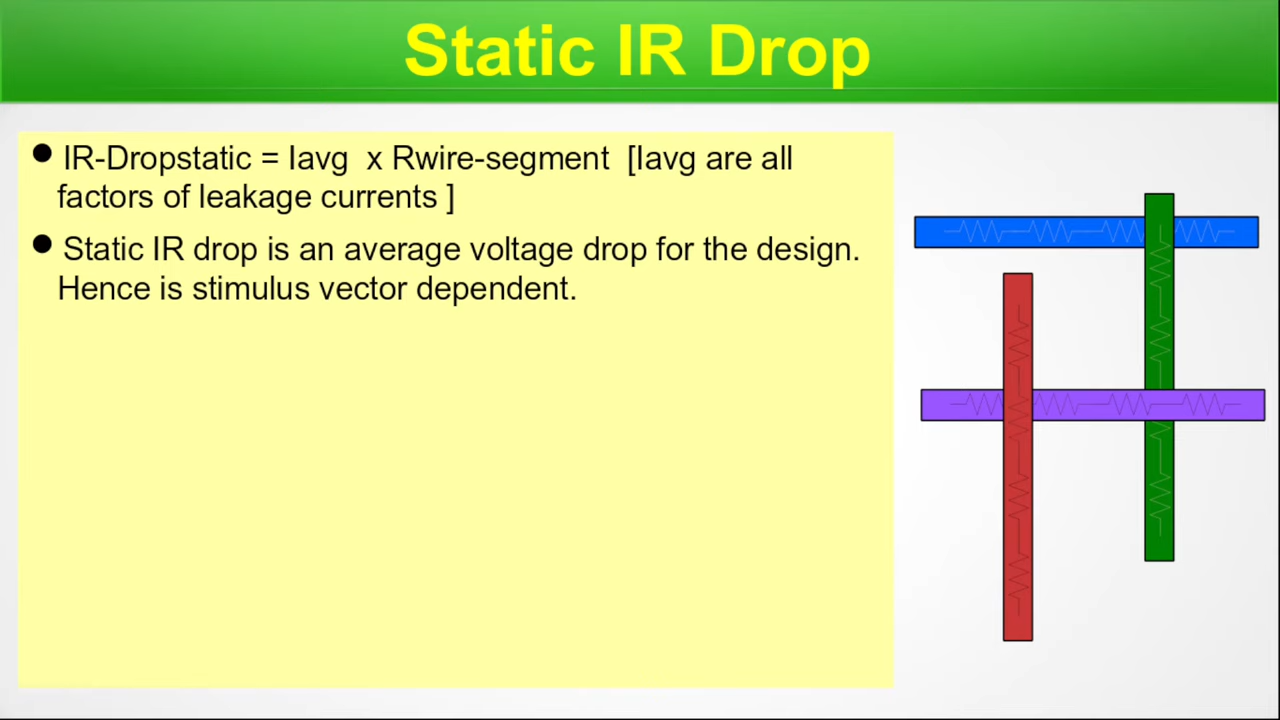 Static IR Drop
● IR-Dropstatic = Iavg x Rwire-segment [Iavg are all
factors of leakage currents ]
● Static IR drop is an average voltage drop for the design.
Hence is stimulus vector dependent.